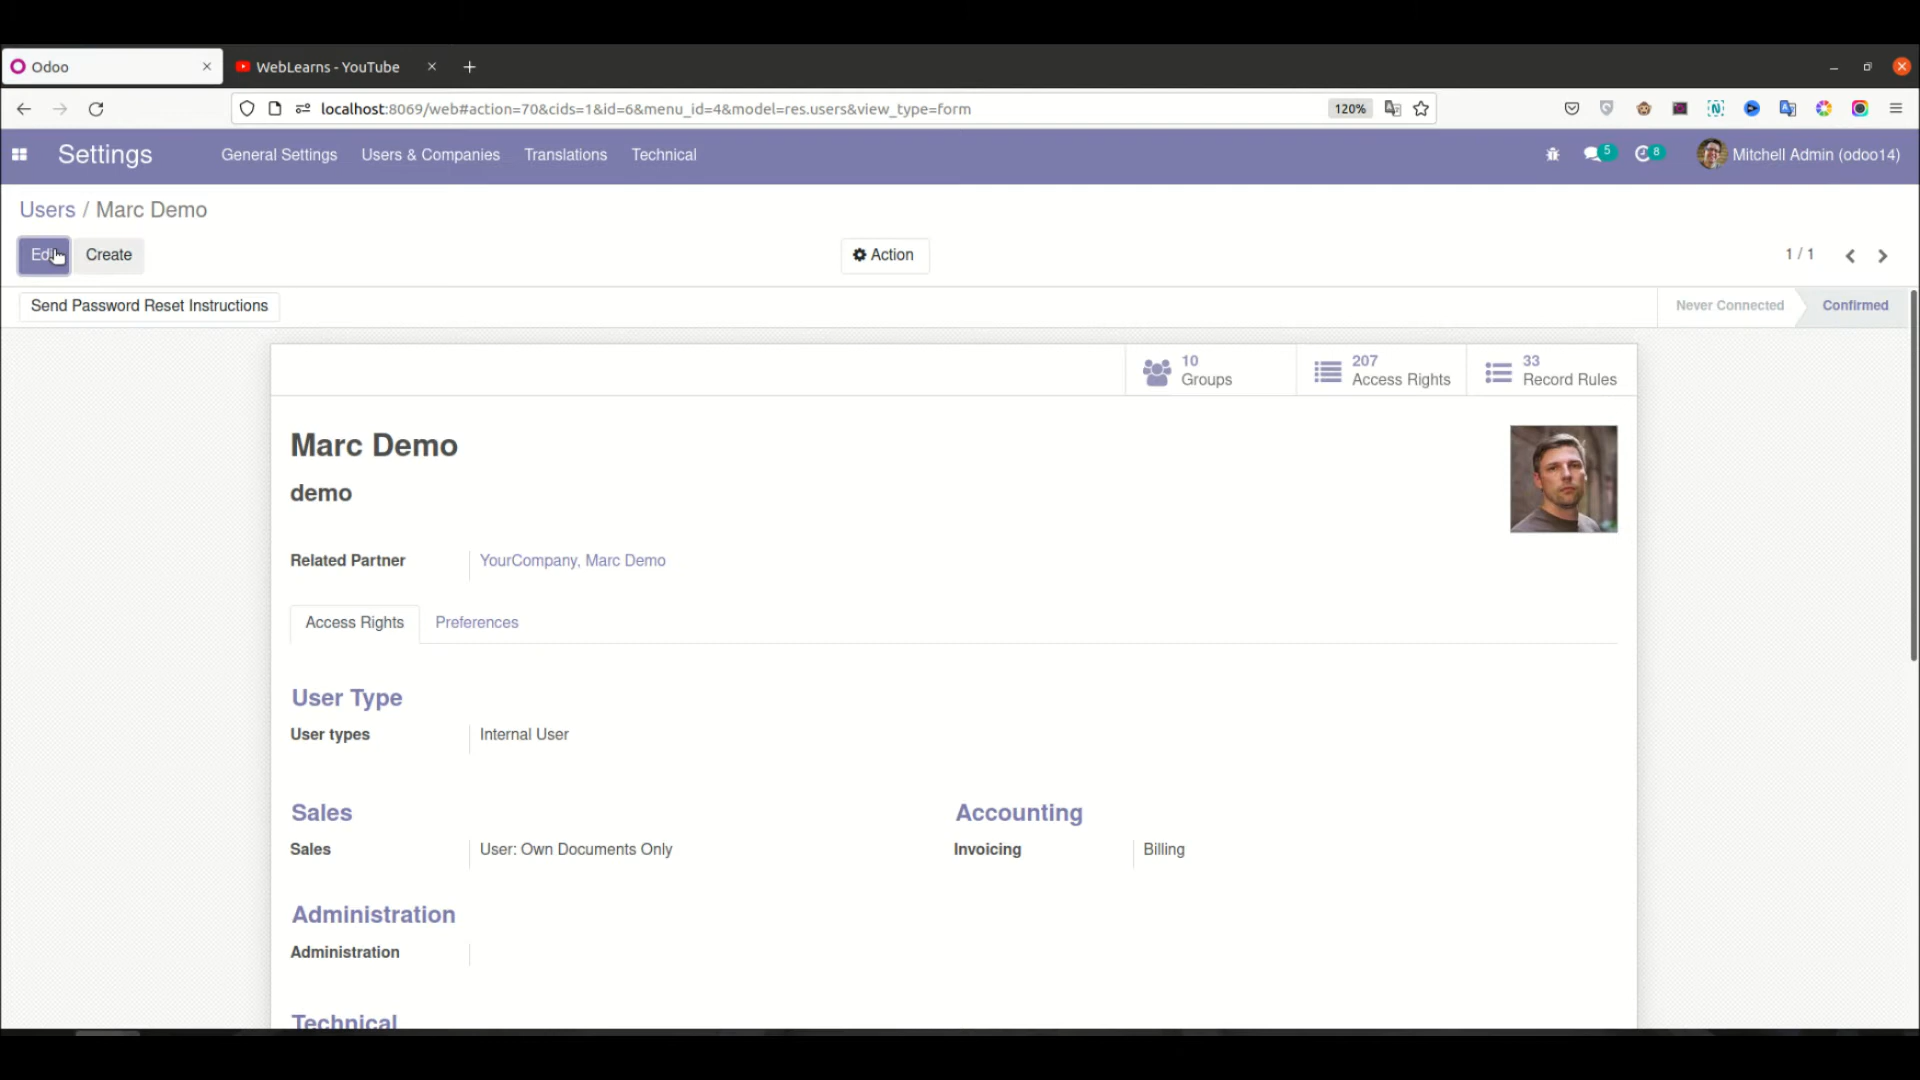 Odoo
WebLearns - YouTube
localhost:8069/web#action=70&cids=1&id=6&menu_id=4&model=res.users&view_type=form
120%
Settings
General Settings
Users & Companies
Translations
Technical
5
8
Mitchell Admin (odoo14)
Users / Marc Demo
Edit
Create
Action
1 / 1
Send Password Reset Instructions
Never Connected
Confirmed
10
Groups
207
Access Rights
33
Record Rules
Marc Demo
demo
Related Partner
YourCompany, Marc Demo
Access Rights
Preferences
User Type
User types
Internal User
Sales
Accounting
Sales
User: Own Documents Only
Invoicing
Billing
Administration
Administration
Technical